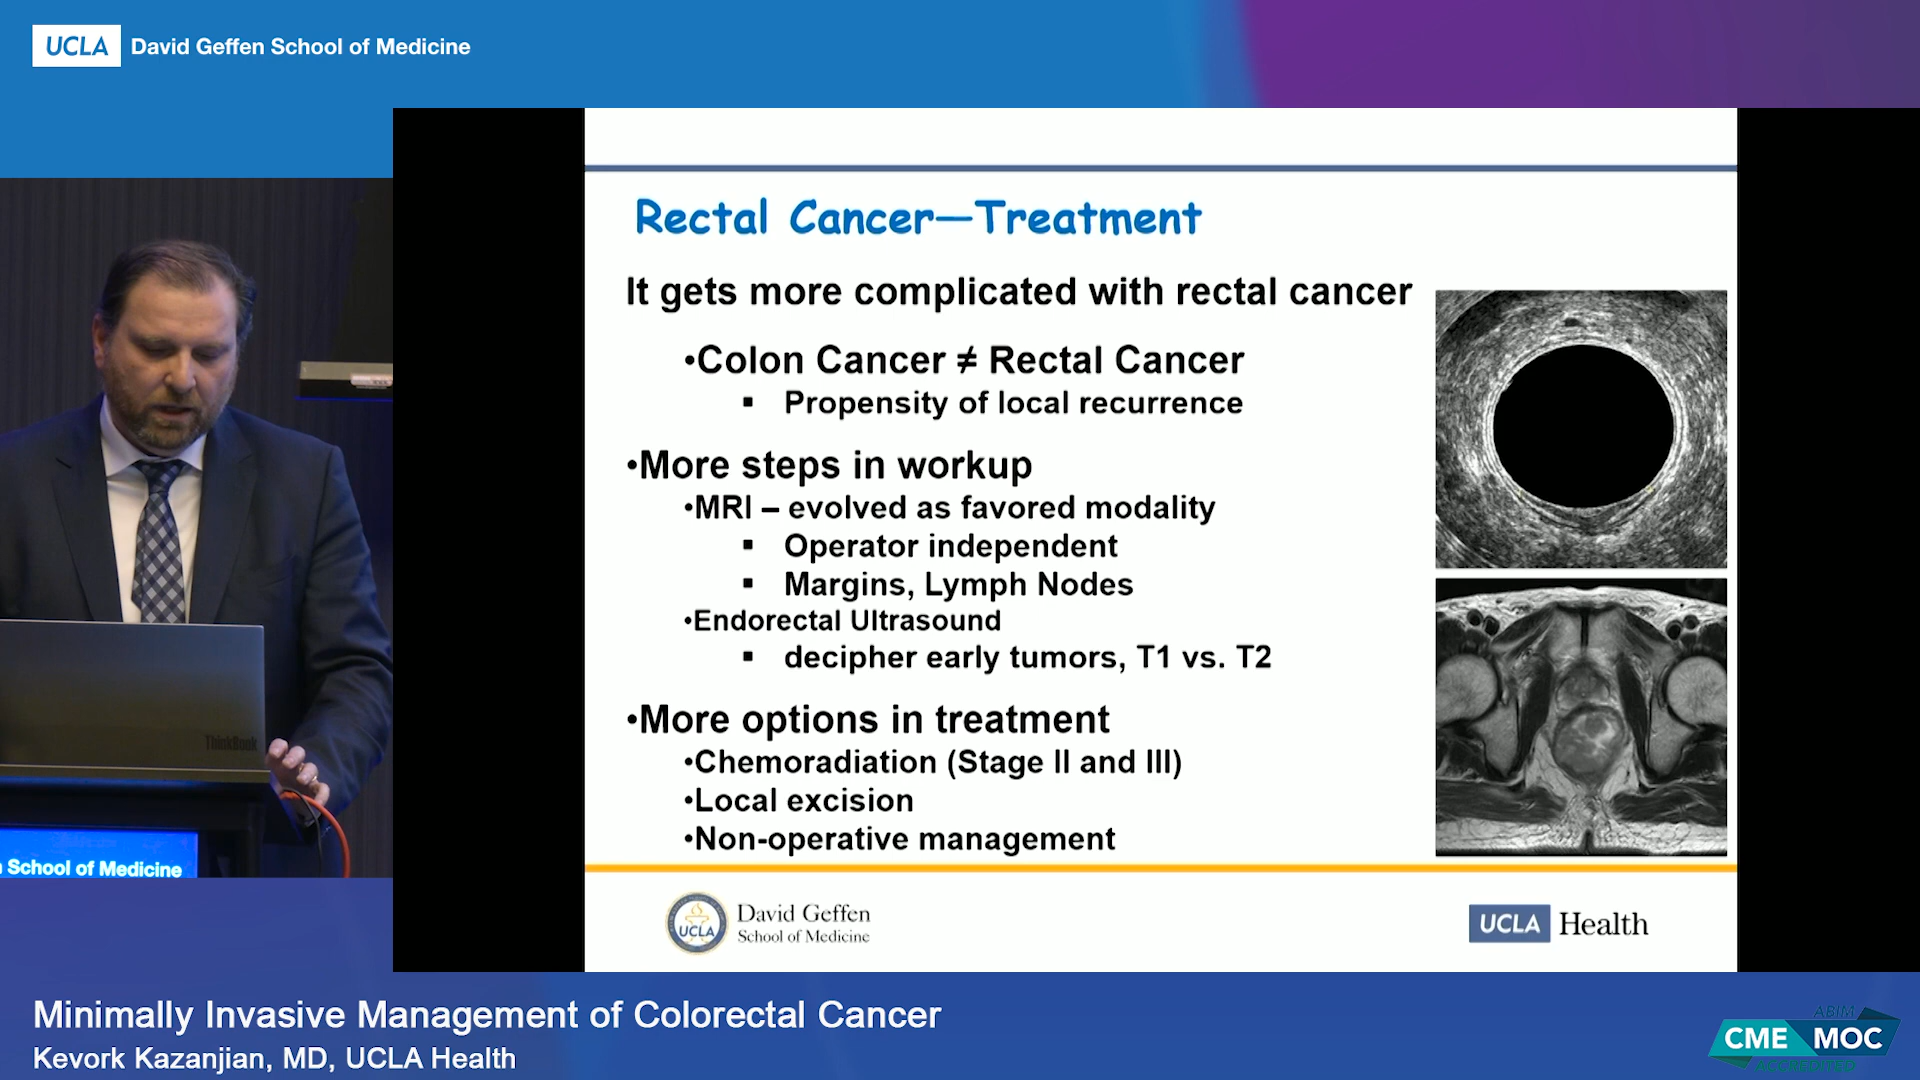 UCLA David Geffen School of Medicine
Rectal Cancer—Treatment
It gets more complicated with rectal cancer
•Colon Cancer ≠ Rectal Cancer
▪ Propensity of local recurrence
•More steps in workup
•MRI – evolved as favored modality
▪ Operator independent
▪ Margins, Lymph Nodes
•Endorectal Ultrasound
▪ decipher early tumors, T1 vs. T2
•More options in treatment
•Chemoradiation (Stage II and III)
•Local excision
•Non-operative management
ThinkBook
School of Medicine
UCLA
David Geffen
School of Medicine
UCLA Health
Minimally Invasive Management of Colorectal Cancer
Kevork Kazanjian, MD, UCLA Health
ABIM
CME MOC
ACCREDITED